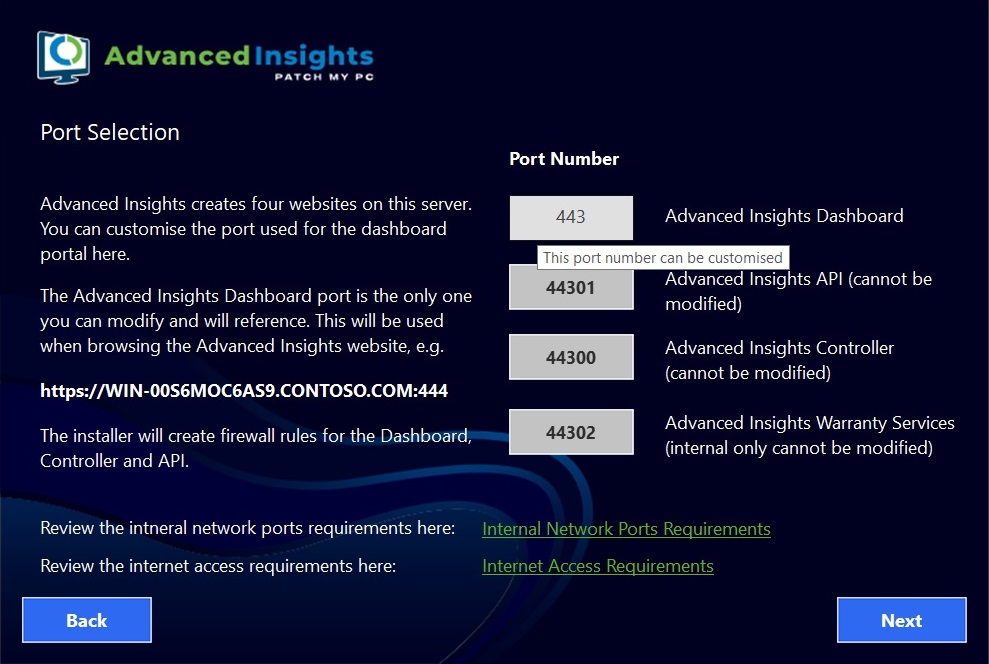 Advanced Insights
PATCH MY PC
Port Selection
Port Number
Advanced Insights creates four websites on this server.
You can customise the port used for the dashboard
portal here.
443
Advanced Insights Dashboard
This port number can be customised
44301
Advanced Insights API (cannot be
modified)
The Advanced Insights Dashboard port is the only one
you can modify and will reference. This will be used
when browsing the Advanced Insights website, e.g.
44300
Advanced Insights Controller
(cannot be modified)
https://WIN-00S6MOC6AS9.CONTOSO.COM:444
44302
Advanced Insights Warranty Services
(internal only cannot be modified)
The installer will create firewall rules for the Dashboard,
Controller and API.
Review the intneral network ports requirements here:
Internal Network Ports Requirements
Review the internet access requirements here:
Internet Access Requirements
Back
Next